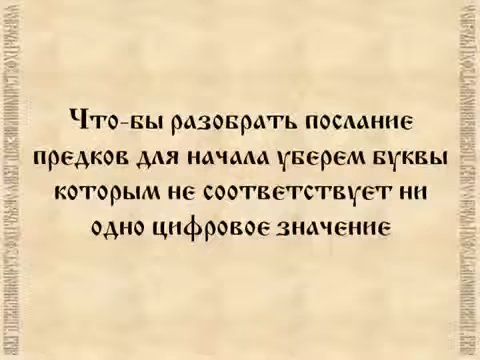 Что-бы разобрать послание
предков для начала уберем буквы
которым не соответствует ни
одно цифровое значение